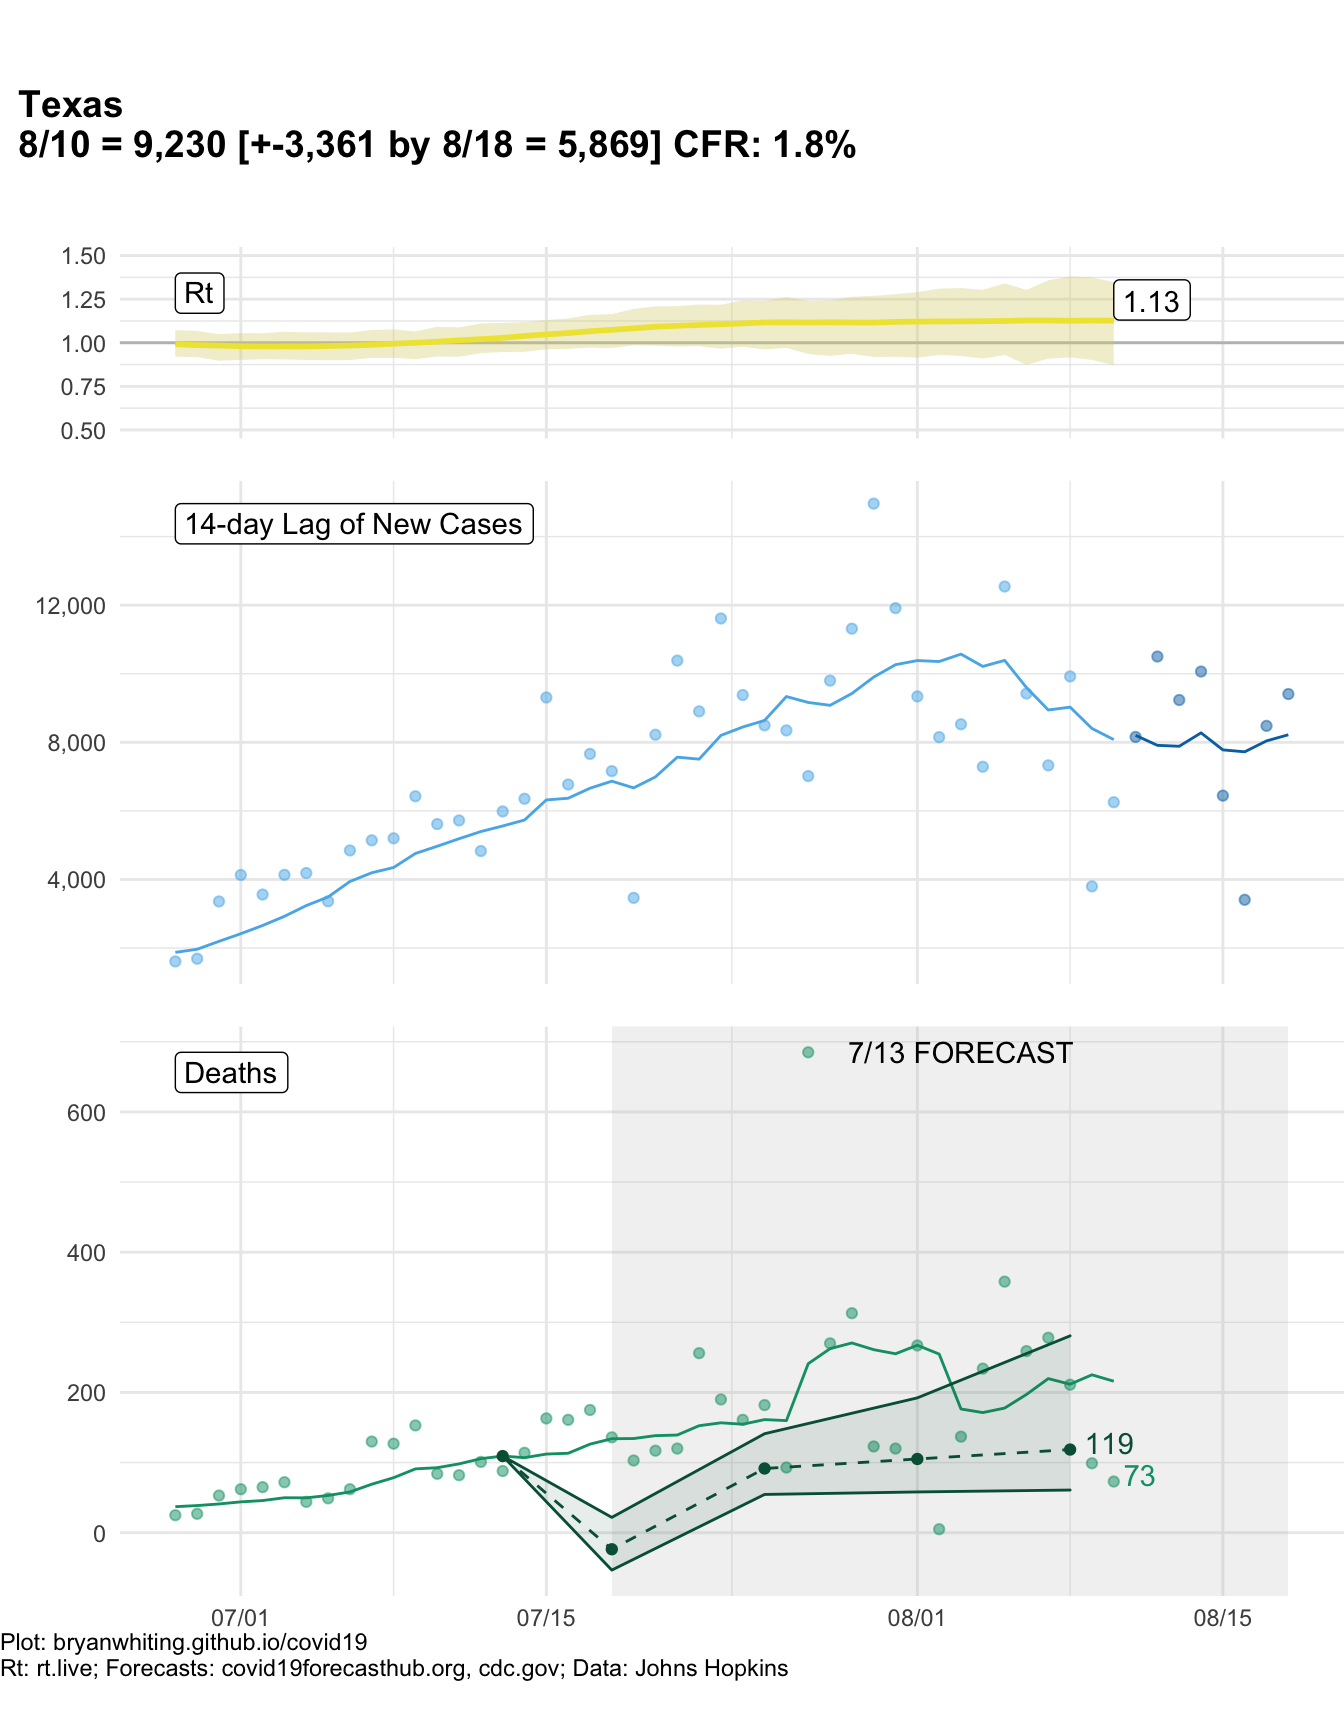 Texas
8/10 = 9,230 [+-3,361 by 8/18 = 5,869] CFR: 1.8%
1.50
1.25
1.00
0.75
0.50
Rt
1.13
14-day Lag of New Cases
12,000
8,000
4,000
Deaths
7/13 FORECAST
600
400
200
0
119
73
07/01 07/15 08/01 08/15
Plot: bryanwhiting.github.io/covid19
Rt: rt.live; Forecasts: covid19forecasthub.org, cdc.gov; Data: Johns Hopkins